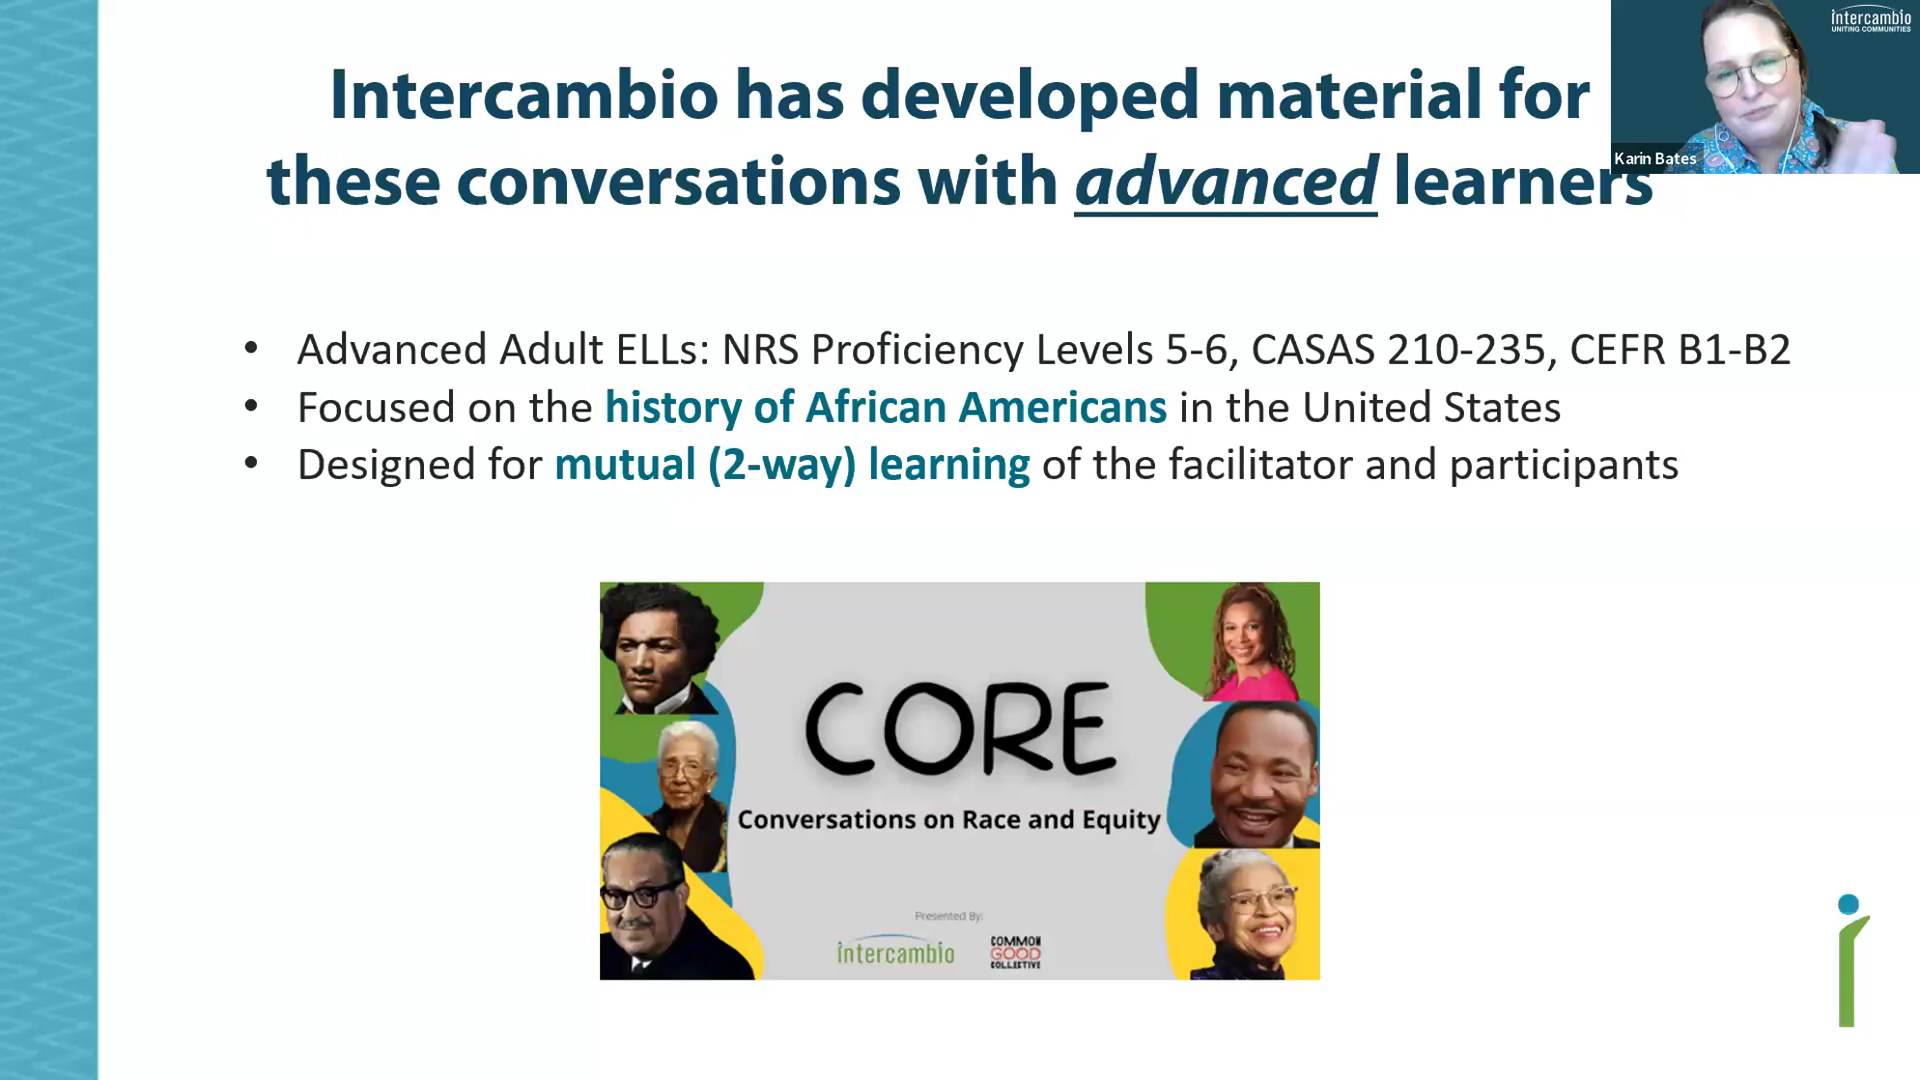 Intercambio has developed material for
these conversations with advanced learners
intercambio
UNITING COMMUNITIES
Karin Bates
• Advanced Adult ELLs: NRS Proficiency Levels 5-6, CASAS 210-235, CEFR B1-B2
• Focused on the history of African Americans in the United States
• Designed for mutual (2-way) learning of the facilitator and participants
CORE
Conversations on Race and Equity
Presented By:
intercambio
COMMON
GOOD
COLLECTIVE